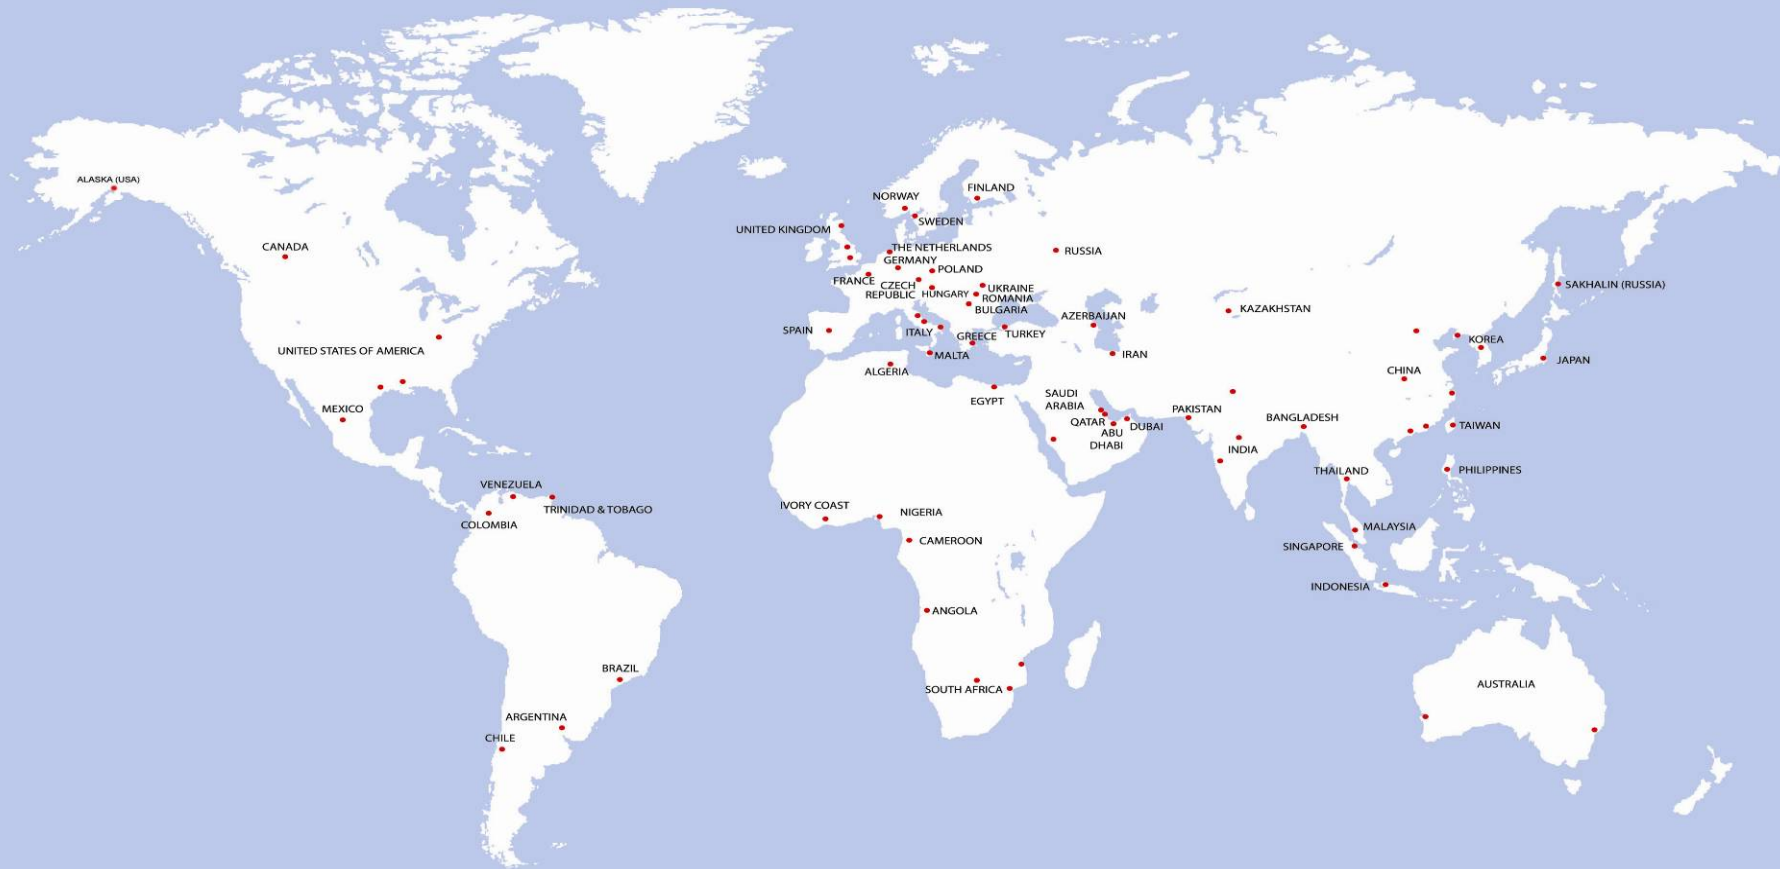 ALASKA (USA)
CANADA
UNITED STATES OF AMERICA
MEXICO
VENEZUELA
TRINIDAD & TOBAGO
COLOMBIA
BRAZIL
ARGENTINA
CHILE
NORWAY
FINLAND
SWEDEN
UNITED KINGDOM
THE NETHERLANDS
GERMANY
POLAND
FRANCE
CZECH
REPUBLIC
HUNGARY
UKRAINE
ROMANIA
BULGARIA
RUSSIA
SPAIN
ITALY
GREECE
TURKEY
MALTA
ALGERIA
EGYPT
AZERBAIJAN
IRAN
KAZAKHSTAN
SAKHALIN (RUSSIA)
KOREA
JAPAN
CHINA
SAUDI
ARABIA
QATAR
ABU
DHABI
DUBAI
PAKISTAN
BANGLADESH
INDIA
TAIWAN
THAILAND
PHILIPPINES
MALAYSIA
SINGAPORE
INDONESIA
IVORY COAST
NIGERIA
CAMEROON
ANGOLA
SOUTH AFRICA
AUSTRALIA